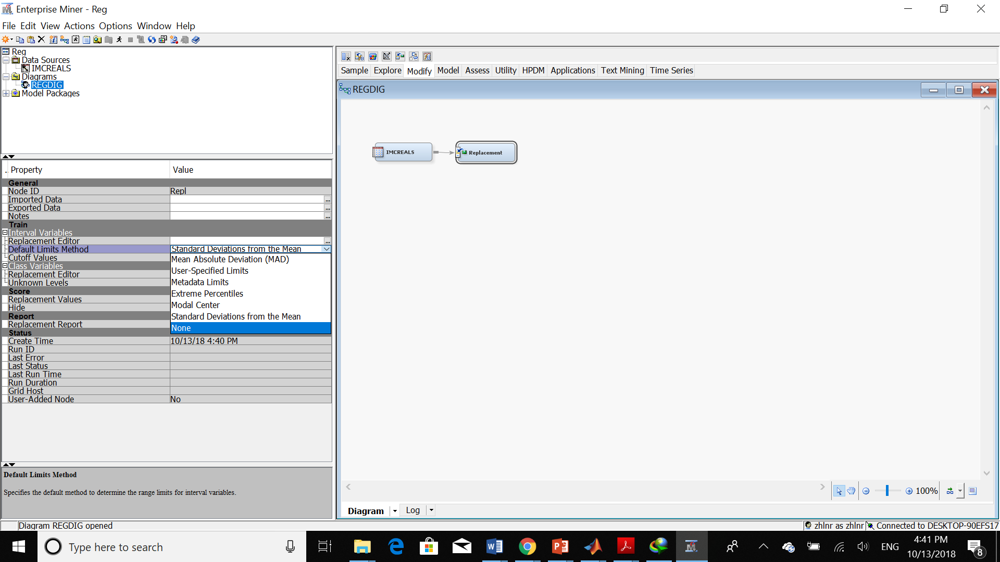 Enterprise Miner - Reg
File Edit View Actions Options Window Help
Reg
Data Sources
IMCREALS
Diagrams
REGDIG
Model Packages
Sample Explore Modify Model Assess Utility HPDM Applications Text Mining Time Series
REGDIG
IMCREALS
Replacement
. Property Value
General
Node ID Repl
Imported Data ...
Exported Data ...
Notes ...
Train
Interval Variables
Replacement Editor ...
Default Limits Method Standard Deviations from the Mean
Cutoff Values
Class Variables
Replacement Editor
Unknown Levels
Score
Replacement Values
Hide
Report
Replacement Report
Status
Mean Absolute Deviation (MAD)
User-Specified Limits
Metadata Limits
Extreme Percentiles
Modal Center
Standard Deviations from the Mean
None
Create Time 10/13/18 4:40 PM
Run ID
Last Error
Last Status
Last Run Time
Run Duration
Grid Host
User-Added Node No
Default Limits Method
Specifies the default method to determine the range limits for interval variables.
100%
Diagram Log
Diagram REGDIG opened
zhlnr as zhlnr Connected to DESKTOP-90EFS17
Type here to search
ENG
4:41 PM
10/13/2018
8